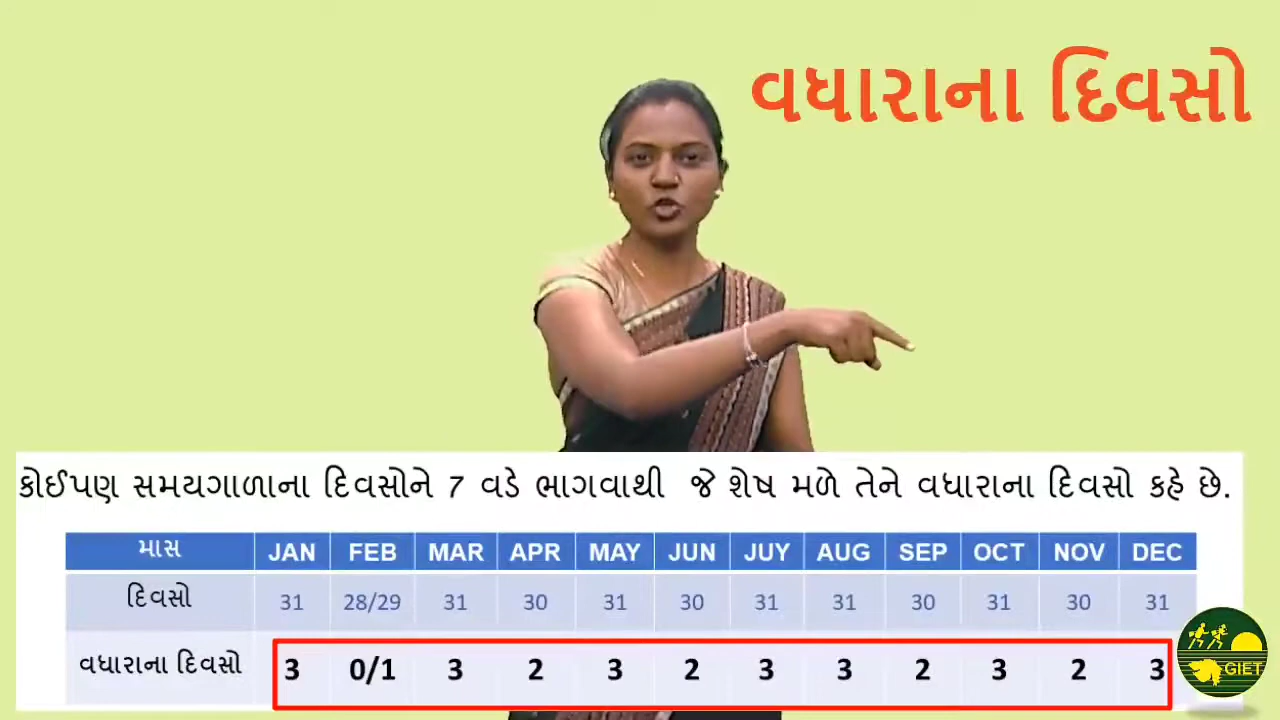 વધારાના દિવસો
કોઈપણ સમયગાળાના દિવસોને 7 વડે ભાગવાથી જે શેષ મળે તેને વધારાના દિવસો કહે છે.
માસ JAN FEB MAR APR MAY JUN JUY AUG SEP OCT NOV DEC
દિવસો 31 28/29 31 30 31 30 31 31 30 31 30 31
વધારાના દિવસો 3 0/1 3 2 3 2 3 3 2 3 2 3
GIET